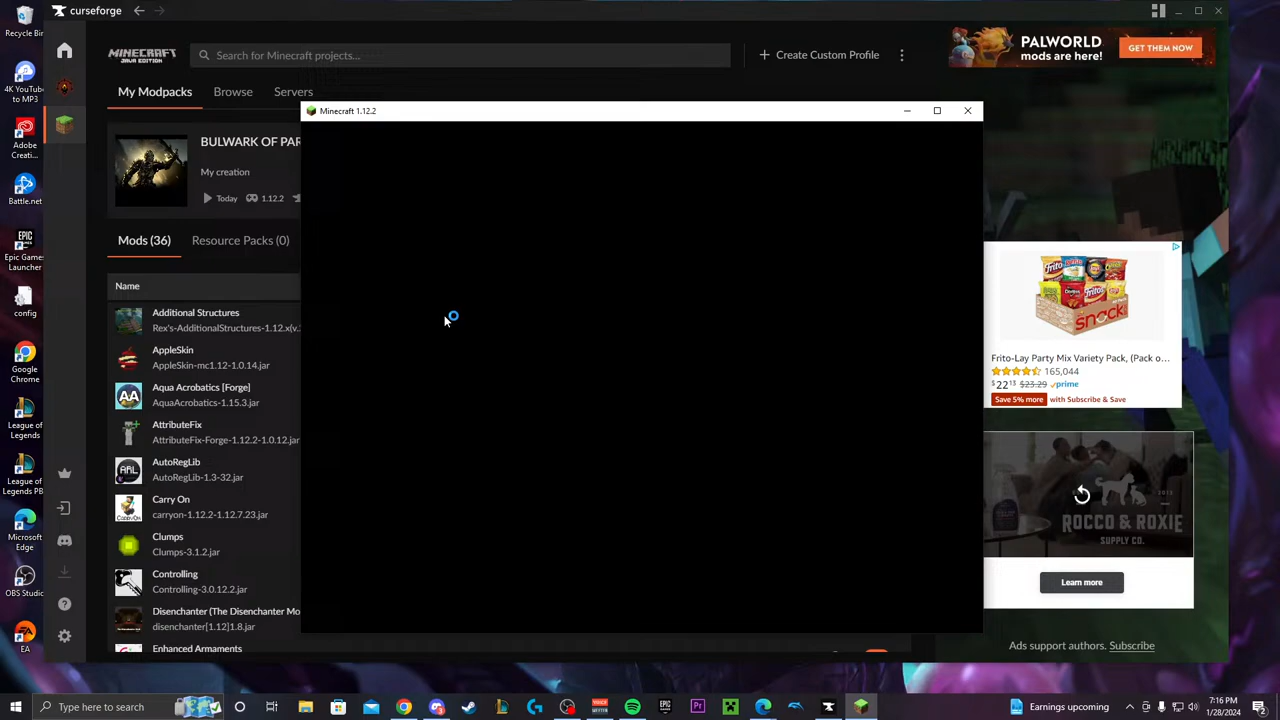 Recycle Bin
4K YouTube
to MP3
Adobe
Creati...
Battle.net
Epic Games
Launcher
config
Google
Chrome
League of
Legends
League of
Legends PB
Microsoft
Edge
OBS Studio
EA
curseforge
MINECRAFT
JAVA EDITION
Search for Minecraft projects...
Create Custom Profile
PALWORLD
mods are here!
GET THEM NOW
My Modpacks
Browse
Servers
Minecraft 1.12.2
BULWARK OF PAR
My creation
Today
1.12.2
Mods (36)
Resource Packs (0)
Name
Additional Structures
Rex's-AdditionalStructures-1.12.x(v.
AppleSkin
AppleSkin-mc1.12-1.0.14.jar
AA
Aqua Acrobatics [Forge]
AquaAcrobatics-1.15.3.jar
AttributeFix
AttributeFix-Forge-1.12.2-1.0.12.jar
ARL
AutoRegLib
AutoRegLib-1.3-32.jar
CARRYON
Carry On
carryon-1.12.2-1.12.7.23.jar
Clumps
Clumps-3.1.2.jar
Controlling
Controlling-3.0.12.2.jar
Disenchanter (The Disenchanter Mo
disenchanter[1.12]1.8.jar
Enhanced Armaments
snack
Frito-Lay Party Mix Variety Pack, (Pack o...
165,044
$22 13 $23.29 prime
Save 5% more with Subscribe & Save
ROCCO & ROXIE
SUPPLY CO.
Learn more
Ads support authors. Subscribe
Type here to search
Earnings upcoming
7:16 PM
1/28/2024